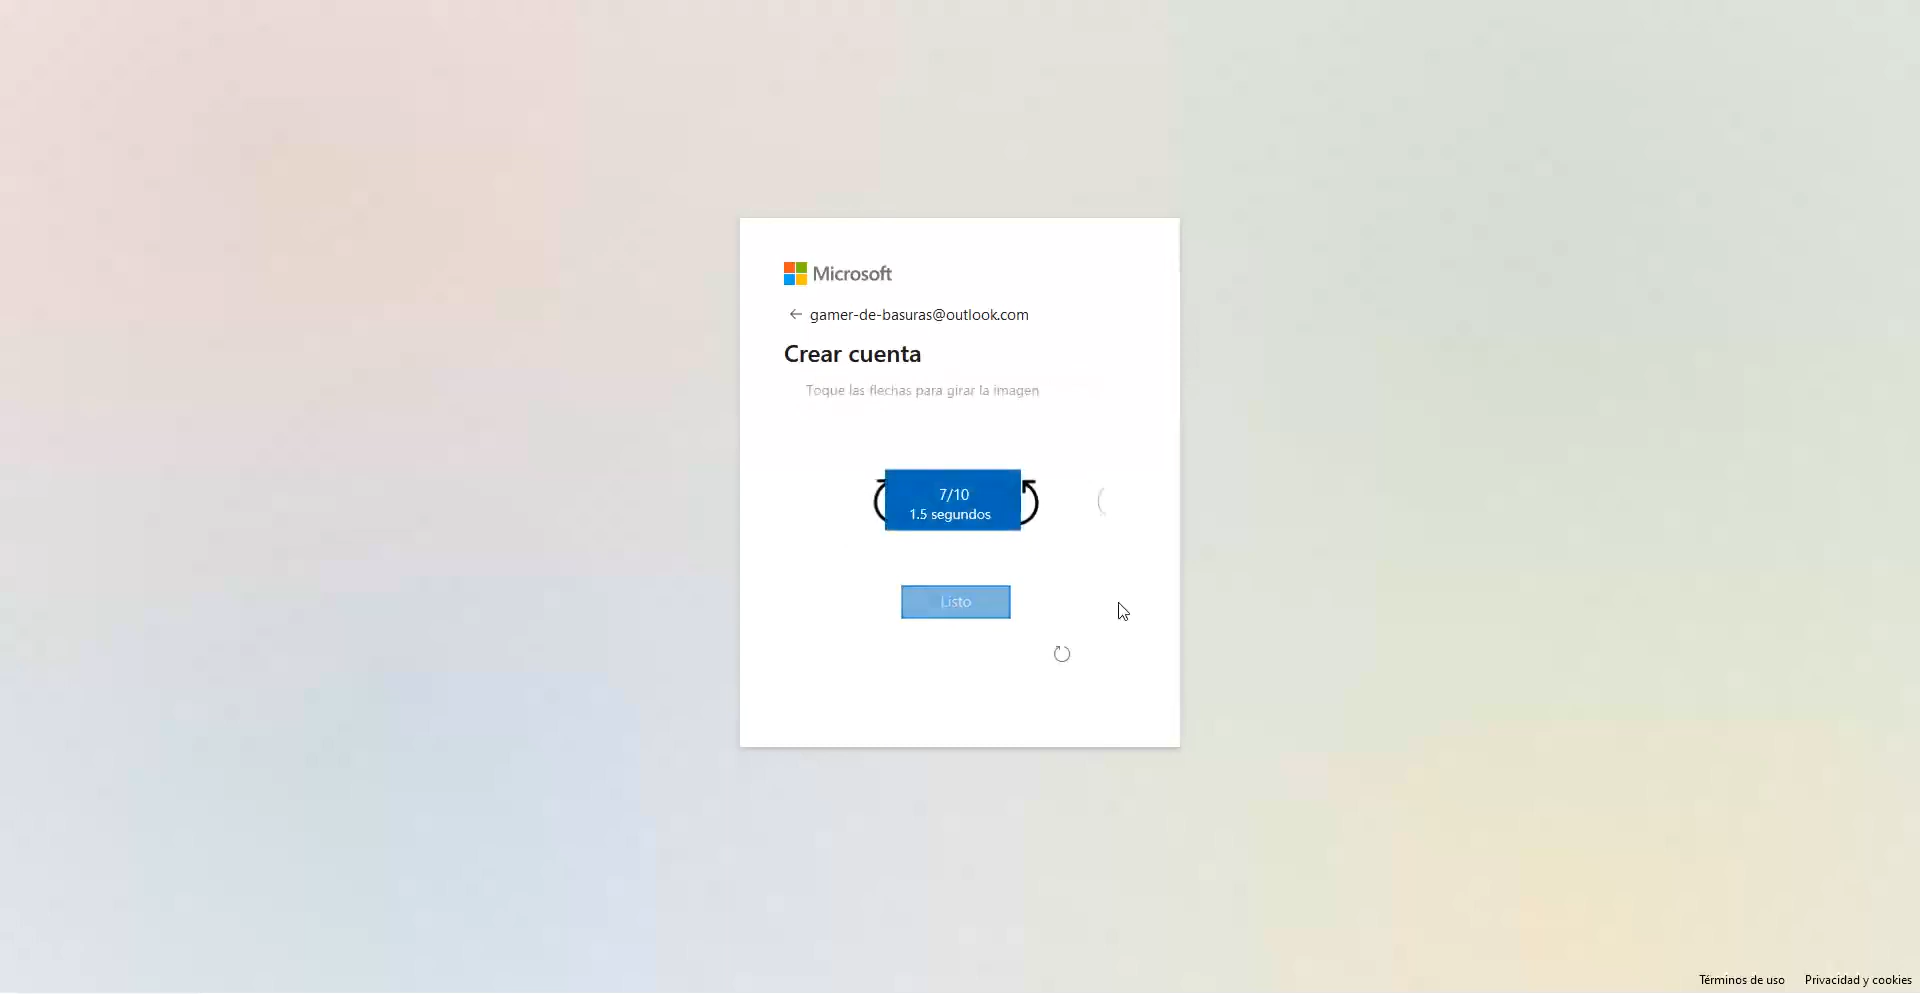 Microsoft
gamer-de-basuras@outlook.com
Crear cuenta
Toque las flechas para girar la imagen
7/10
1.5 segundos
Listo
Términos de uso
Privacidad y cookies